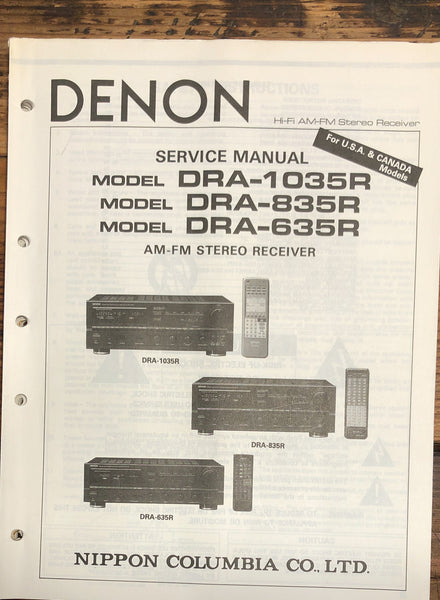 DENON
Hi-Fi AM-FM Stereo Receiver
For U.S.A. & CANADA
Models
SERVICE MANUAL
MODEL DRA-1035R
MODEL DRA-835R
MODEL DRA-635R
AM-FM STEREO RECEIVER
DRA-1035R
DRA-835R
DRA-635R
NIPPON COLUMBIA CO., LTD.